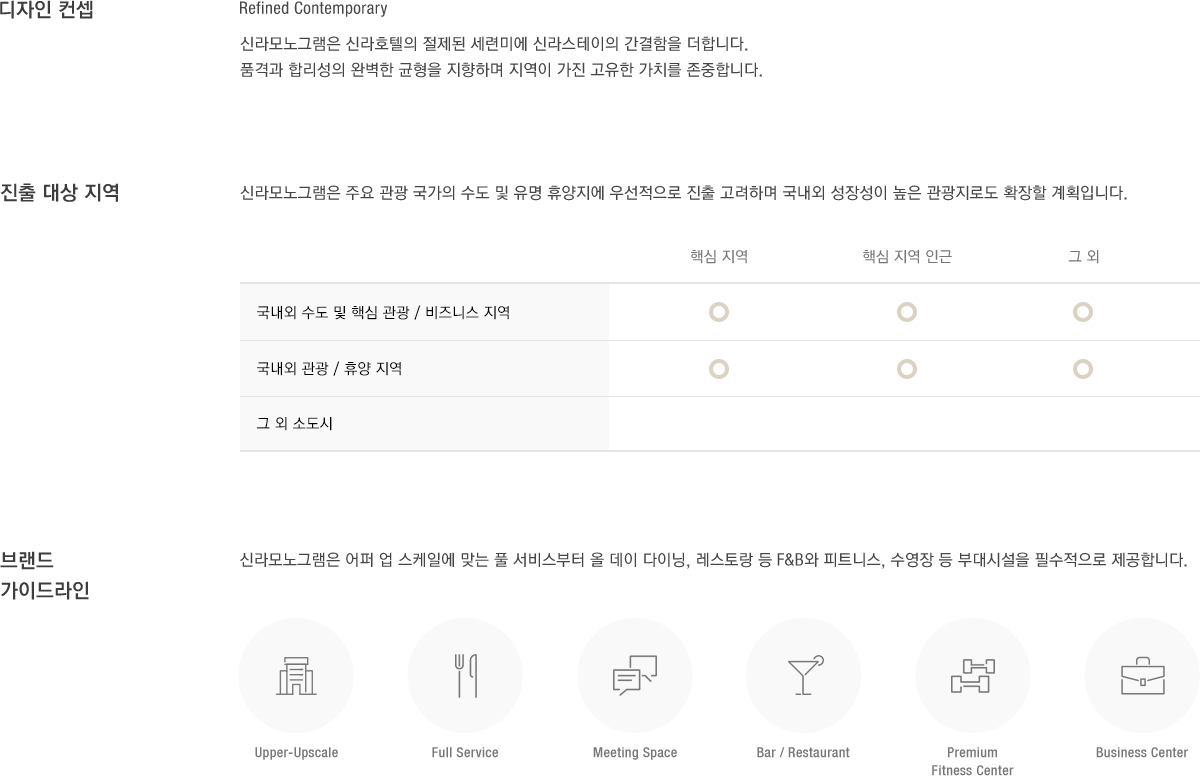 디자인 컨셉
Refined Contemporary
신라모노그램은 신라호텔의 절제된 세련미에 신라스테이의 간결함을 더합니다.
품격과 합리성의 완벽한 균형을 지향하며 지역이 가진 고유한 가치를 존중합니다.
진출 대상 지역
신라모노그램은 주요 관광 국가의 수도 및 유명 휴양지에 우선적으로 진출 고려하며 국내외 성장성이 높은 관광지로도 확장할 계획입니다.
핵심 지역 핵심 지역 인근 그 외
국내외 수도 및 핵심 관광 / 비즈니스 지역
국내외 관광 / 휴양 지역
그 외 소도시
브랜드
가이드라인
신라모노그램은 어퍼 업 스케일에 맞는 풀 서비스부터 올 데이 다이닝, 레스토랑 등 F&B와 피트니스, 수영장 등 부대시설을 필수적으로 제공합니다.
Upper-Upscale
Full Service
Meeting Space
Bar / Restaurant
Premium
Fitness Center
Business Center